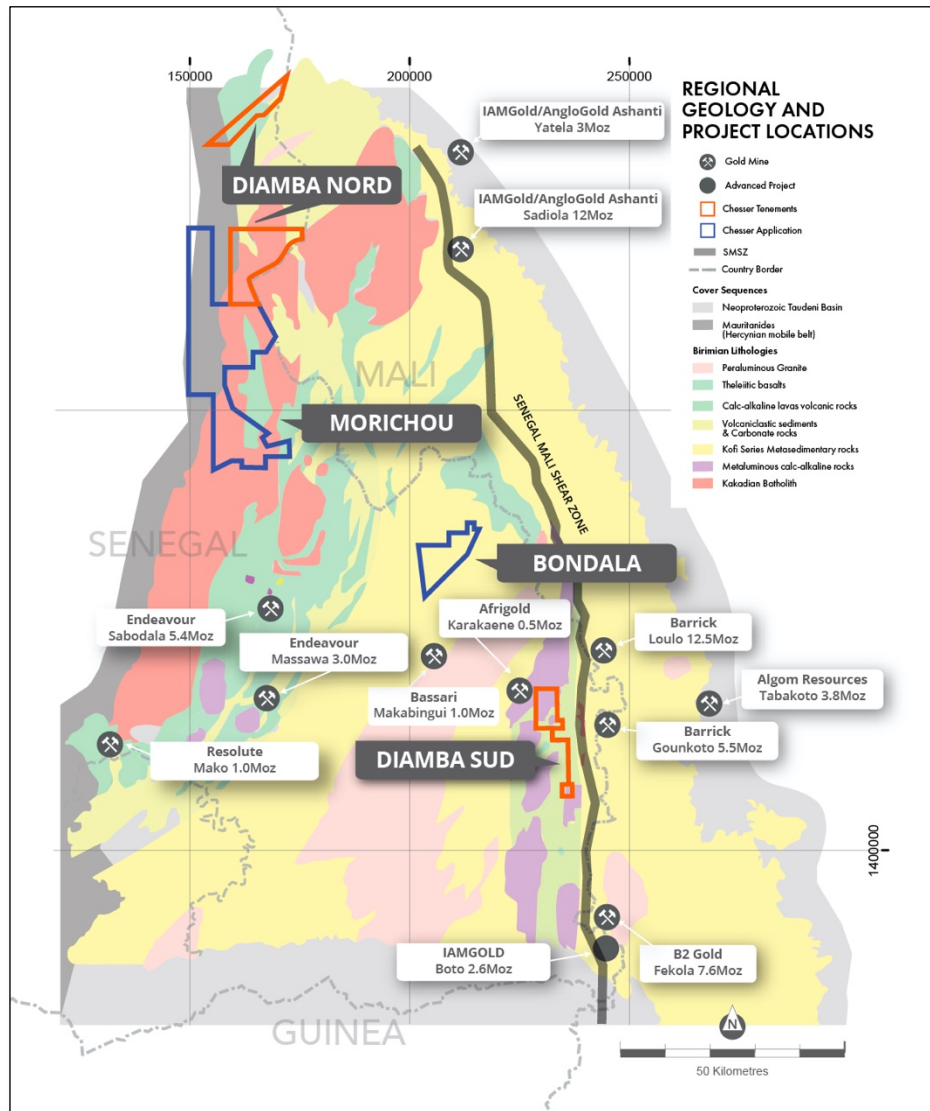 150000
200000
250000
REGIONAL
GEOLOGY AND
PROJECT LOCATIONS
Gold Mine
Advanced Project
Chesser Tenements
Chesser Application
SMSZ
Country Border
Cover Sequences
Neoproterozoic Taudeni Basin
Mauritanides
(Hercynian mobile belt)
Birimian Lithologies
Peraluminous Granite
Theleiitic basalts
Calc-alkaline lavas volcanic rocks
Volcaniclastic sediments
& Carbonate rocks
Kofi Series Metasedimentary rocks
Metaluminous calc-alkaline rocks
Kakadian Batholith
IAMGold/AngloGold Ashanti
Yatela 3Moz
DIAMBA NORD
IAMGold/AngloGold Ashanti
Sadiola 12Moz
MALI
MORICHOU
SENEGAL MALI SHEAR ZONE
SENEGAL
BONDALA
Endeavour
Sabodala 5.4Moz
Afrigold
Karakaene 0.5Moz
Endeavour
Massawa 3.0Moz
Barrick
Loulo 12.5Moz
Bassari
Makabingui 1.0Moz
Algom Resources
Tabakoto 3.8Moz
Resolute
Mako 1.0Moz
DIAMBA SUD
Barrick
Gounkoto 5.5Moz
1400000
IAMGOLD
Boto 2.6Moz
B2 Gold
Fekola 7.6Moz
GUINEA
N
50 Kilometres